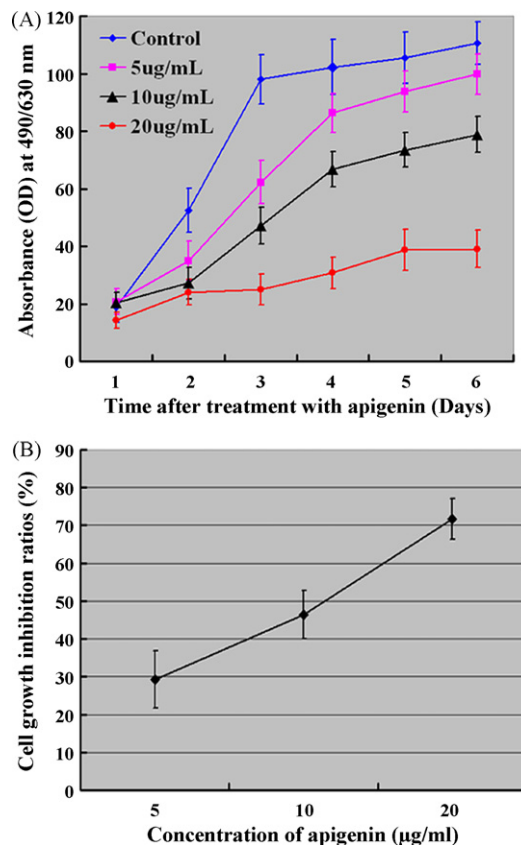 (A)
120
100
80
60
40
20
0
Absorbance (OD) at 490/630 nm
Control
5ug/mL
10ug/mL
20ug/mL
1 2 3 4 5 6
Time after treatment with apigenin (Days)
(B)
90
80
70
60
50
40
30
20
10
0
Cell growth inhibition ratios (%)
5 10 20
Concentration of apigenin (μg/ml)